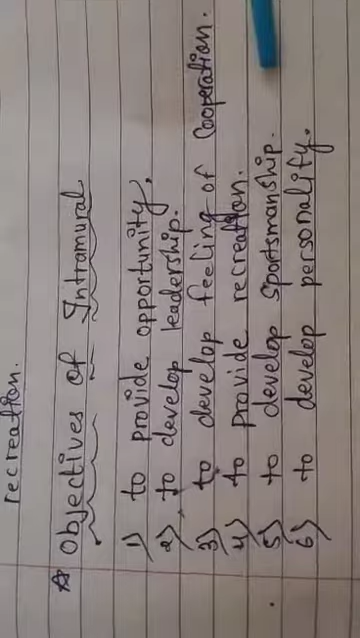 recreation.
☆ Objectives of Intramural
1) to provide opportunity.
2) to develop leadership.
3) to develop feeling of Cooperation.
4) to provide recreation.
5) to develop sportsmanship.
6) to develop personality.